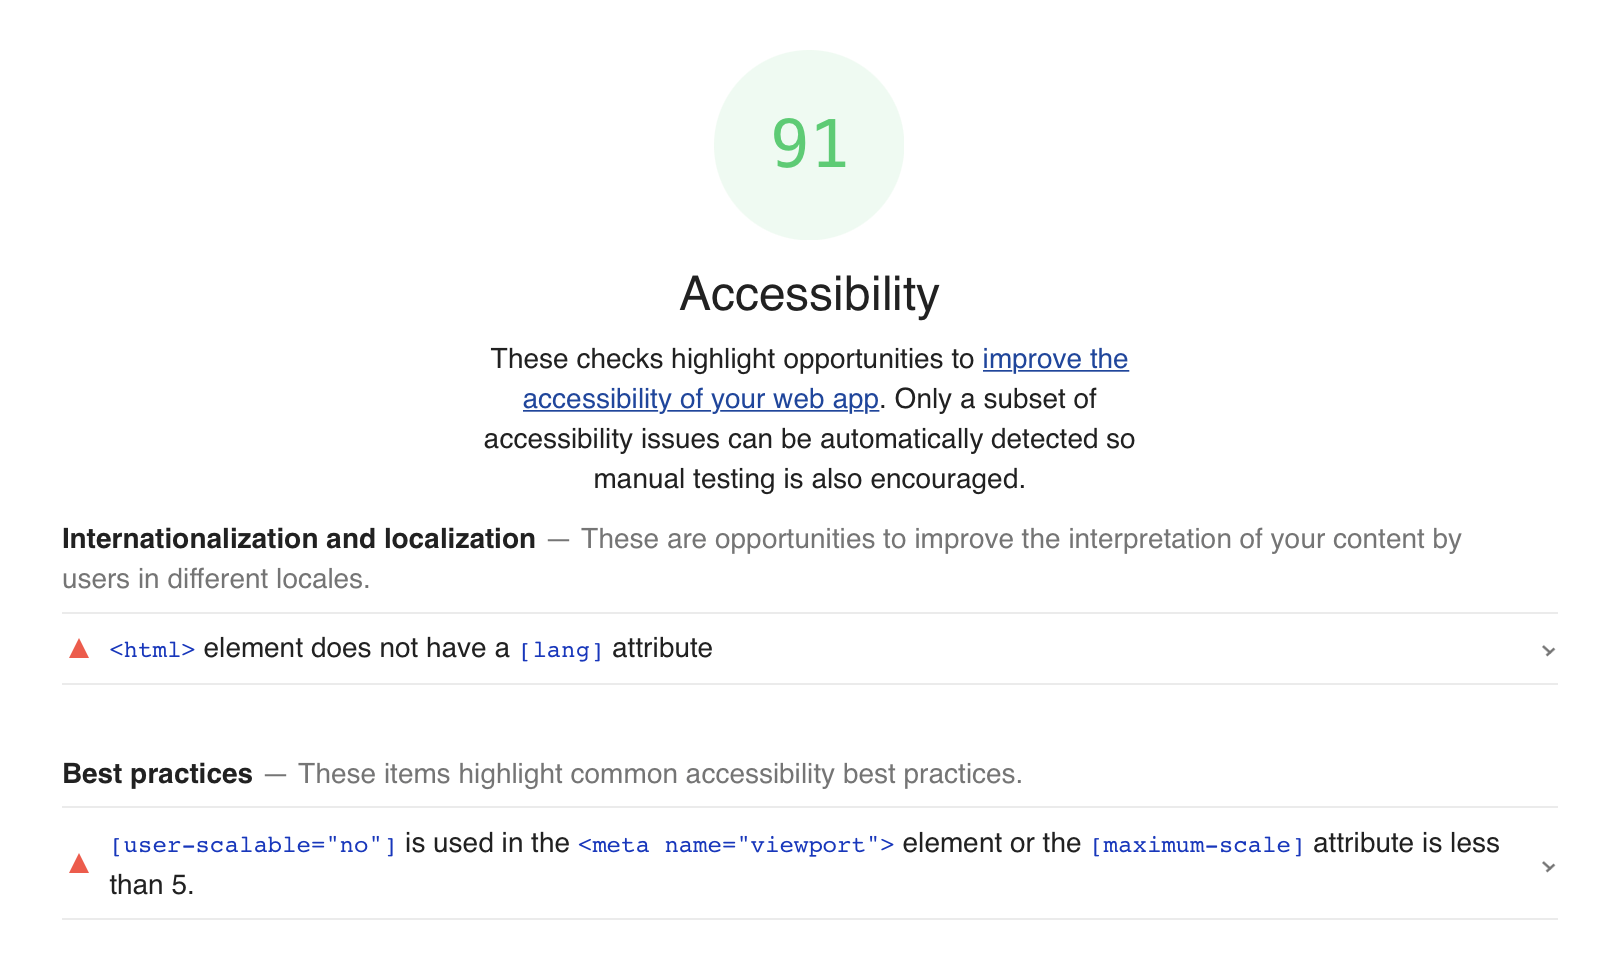 91
Accessibility
These checks highlight opportunities to improve the
accessibility of your web app. Only a subset of
accessibility issues can be automatically detected so
manual testing is also encouraged.
Internationalization and localization — These are opportunities to improve the interpretation of your content by
users in different locales.
<html> element does not have a [lang] attribute
Best practices — These items highlight common accessibility best practices.
[user-scalable="no"] is used in the <meta name="viewport"> element or the [maximum-scale] attribute is less
than 5.